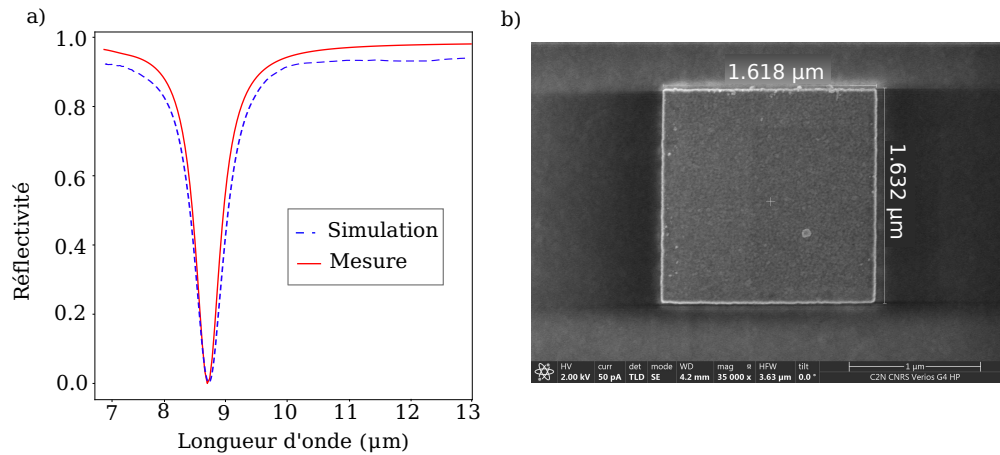 a)
1.0
0.8
0.6
0.4
0.2
0.0
Réflectivité
Simulation
Mesure
7 8 9 10 11 12 13
Longueur d'onde (µm)
b)
1.618 µm
1.632 µm
HV curr det mode WD mag HFW tilt
2.00 kV 50 pA TLD SE 4.2 mm 35 000 x 3.63 µm 0.0 °
1 µm
C2N CNRS Verios G4 HP